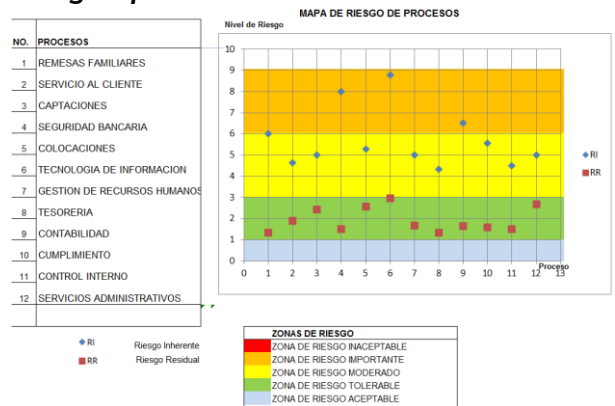 MAPA DE RIESGO DE PROCESOS
Nivel de Riesgo
NO. PROCESOS
1 REMESAS FAMILIARES
2 SERVICIO AL CLIENTE
3 CAPTACIONES
4 SEGURIDAD BANCARIA
5 COLOCACIONES
6 TECNOLOGIA DE INFORMACION
7 GESTION DE RECURSOS HUMANOS
8 TESORERIA
9 CONTABILIDAD
10 CUMPLIMIENTO
11 CONTROL INTERNO
12 SERVICIOS ADMINISTRATIVOS
10
9
8
7
6
5
4
3
2
1
0
0 1 2 3 4 5 6 7 8 9 10 11 12 13
Proceso
RI
RR
RI Riesgo Inherente
RR Riesgo Residual
ZONAS DE RIESGO
ZONA DE RIESGO INACEPTABLE
ZONA DE RIESGO IMPORTANTE
ZONA DE RIESGO MODERADO
ZONA DE RIESGO TOLERABLE
ZONA DE RIESGO ACEPTABLE